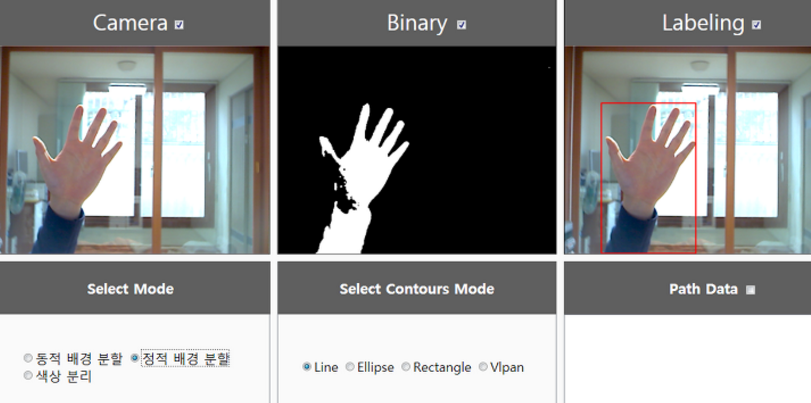 Camera
Binary
Labeling
Select Mode
Select Contours Mode
Path Data
동적 배경 분할 정적 배경 분할
색상 분리
Line Ellipse Rectangle Vlpan